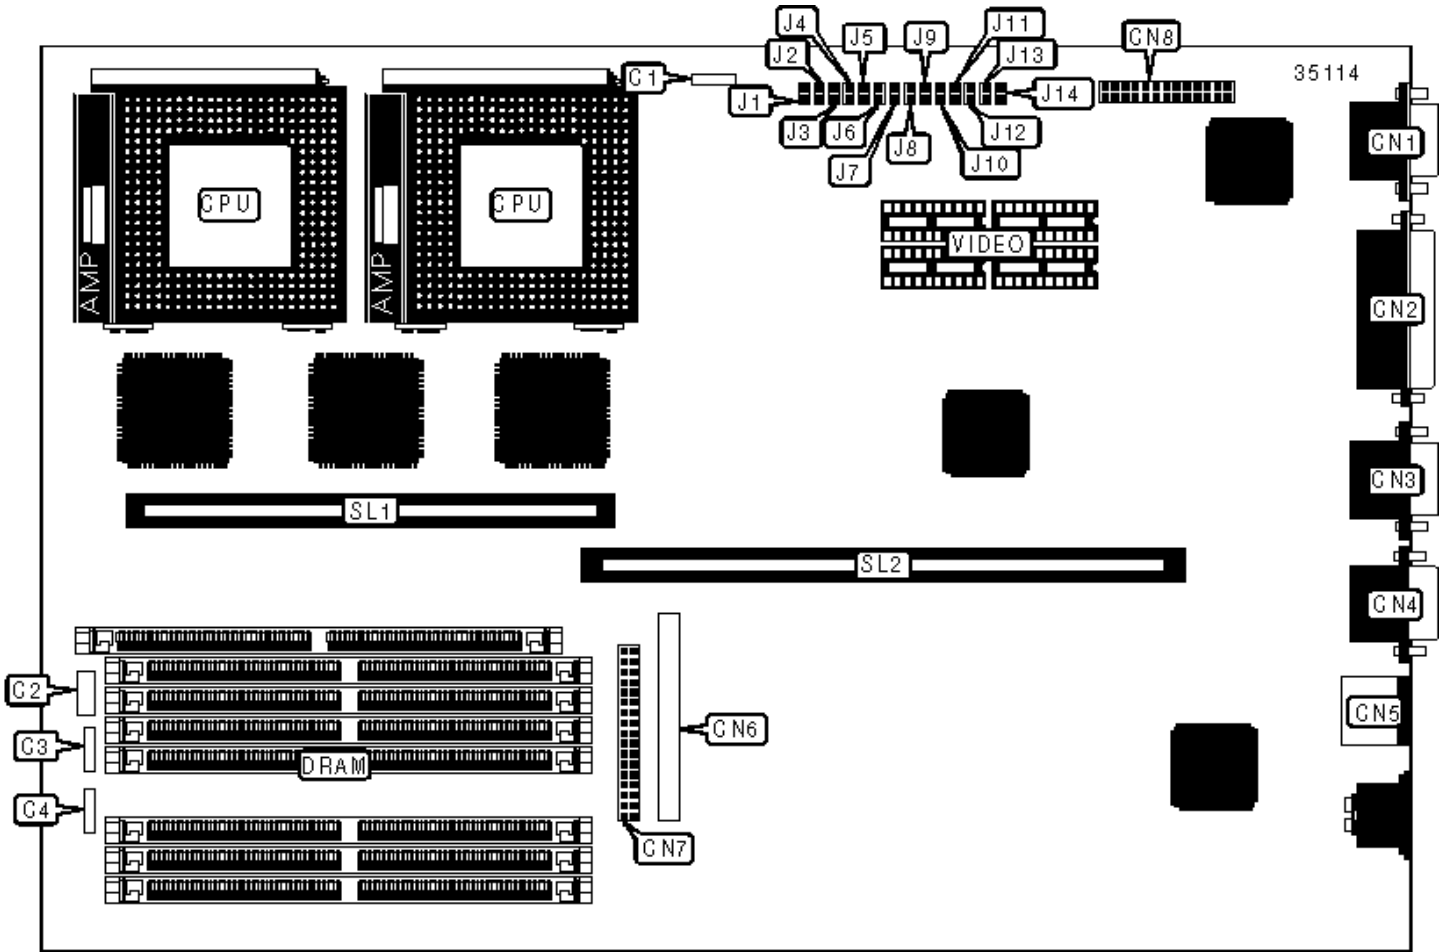 J4 J5 J9 J11 CN8
J2 J13
C1 35114
J1 J14
J3 J6 J8 J12
J7 J10
CN1
CPU CPU
VIDEO
AMP AMP
CN2
CN3
SL1
SL2
CN4
C2
CN5
CN6
C3
DRAM
C4
CN7